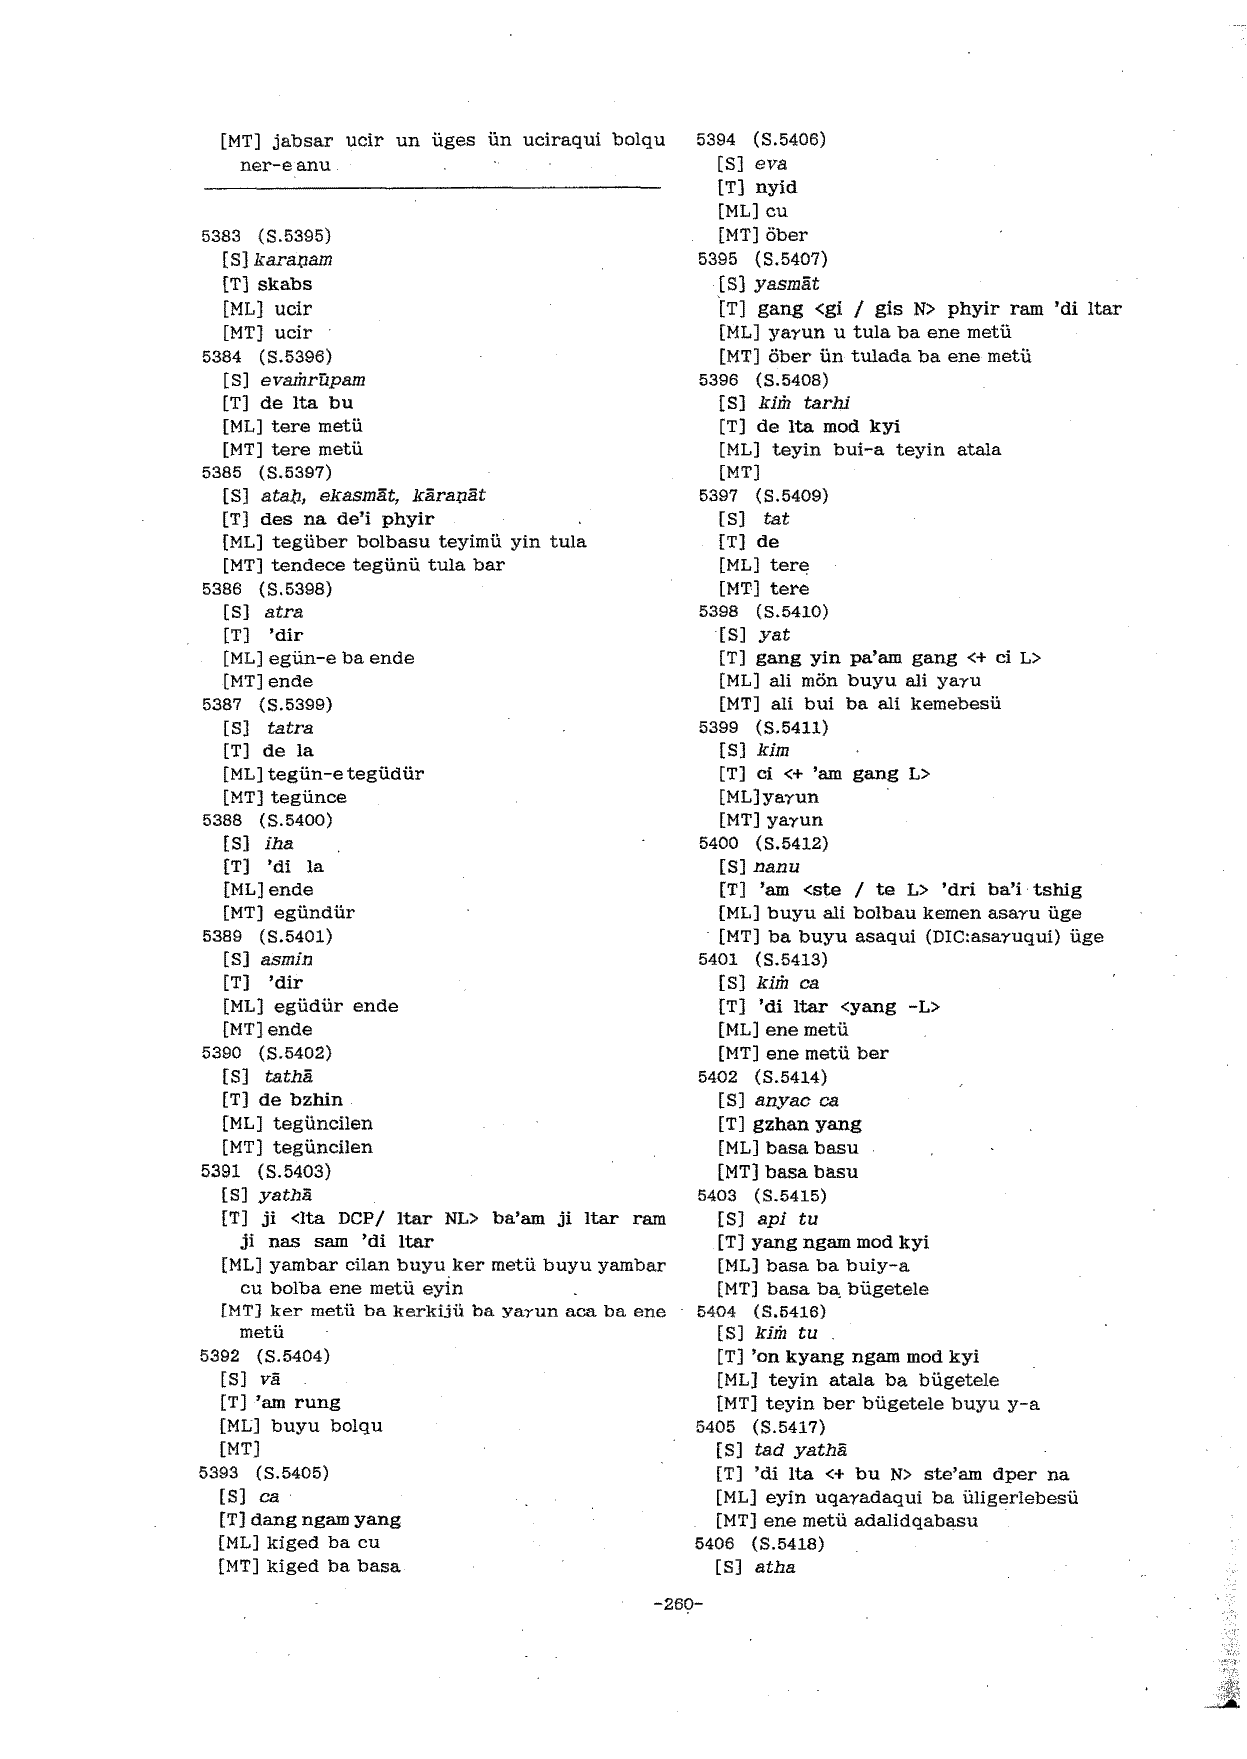 [MT] jabsar ucir un üges ün uciraqui bolqu
ner-e anu
5383 (S.5395)
[S] karaṇam
[T] skabs
[ML] ucir
[MT] ucir
5384 (S.5396)
[S] evaṁrūpam
[T] de lta bu
[ML] tere metü
[MT] tere metü
5385 (S.5397)
[S] ataḥ, ekasmāt, kāraṇāt
[T] des na de'i phyir
[ML] tegüber bolbasu teyimü yin tula
[MT] tendece tegünü tula bar
5386 (S.5398)
[S] atra
[T] 'dir
[ML] egün-e ba ende
[MT] ende
5387 (S.5399)
[S] tatra
[T] de la
[ML] tegün-e tegüdür
[MT] tegünce
5388 (S.5400)
[S] iha
[T] 'di la
[ML] ende
[MT] egündür
5389 (S.5401)
[S] asmin
[T] 'dir
[ML] egüdür ende
[MT] ende
5390 (S.5402)
[S] tathā
[T] de bzhin
[ML] tegüncilen
[MT] tegüncilen
5391 (S.5403)
[S] yathā
[T] ji <lta DCP/ ltar NL> ba'am ji ltar ram
ji nas sam 'di ltar
[ML] yambar cilan buyu ker metü buyu yambar
cu bolba ene metü eyin
[MT] ker metü ba kerkijü ba yaγun aca ba ene
metü
5392 (S.5404)
[S] vā
[T] 'am rung
[ML] buyu bolqu
[MT]
5393 (S.5405)
[S] ca
[T] dang ngam yang
[ML] kiged ba cu
[MT] kiged ba basa
5394 (S.5406)
[S] eva
[T] nyid
[ML] cu
[MT] öber
5395 (S.5407)
[S] yasmāt
[T] gang <gi / gis N> phyir ram 'di ltar
[ML] yaγun u tula ba ene metü
[MT] öber ün tulada ba ene metü
5396 (S.5408)
[S] kiṁ tarhi
[T] de lta mod kyi
[ML] teyin bui-a teyin atala
[MT]
5397 (S.5409)
[S] tat
[T] de
[ML] tere
[MT] tere
5398 (S.5410)
[S] yat
[T] gang yin pa'am gang <+ ci L>
[ML] ali mön buyu ali yaγu
[MT] ali bui ba ali kemebesü
5399 (S.5411)
[S] kim
[T] ci <+ 'am gang L>
[ML] yaγun
[MT] yaγun
5400 (S.5412)
[S] nanu
[T] 'am <ste / te L> 'dri ba'i tshig
[ML] buyu ali bolbau kemen asaγu üge
[MT] ba buyu asaqui (DIC:asaγuqui) üge
5401 (S.5413)
[S] kiṁ ca
[T] 'di ltar <yang -L>
[ML] ene metü
[MT] ene metü ber
5402 (S.5414)
[S] anyac ca
[T] gzhan yang
[ML] basa basu
[MT] basa basu
5403 (S.5415)
[S] api tu
[T] yang ngam mod kyi
[ML] basa ba buiy-a
[MT] basa ba bügetele
5404 (S.5416)
[S] kiṁ tu
[T] 'on kyang ngam mod kyi
[ML] teyin atala ba bügetele
[MT] teyin ber bügetele buyu y-a
5405 (S.5417)
[S] tad yathā
[T] 'di lta <+ bu N> ste'am dper na
[ML] eyin uqaγadaqui ba üligerlebesü
[MT] ene metü adalidqabasu
5406 (S.5418)
[S] atha
-260-